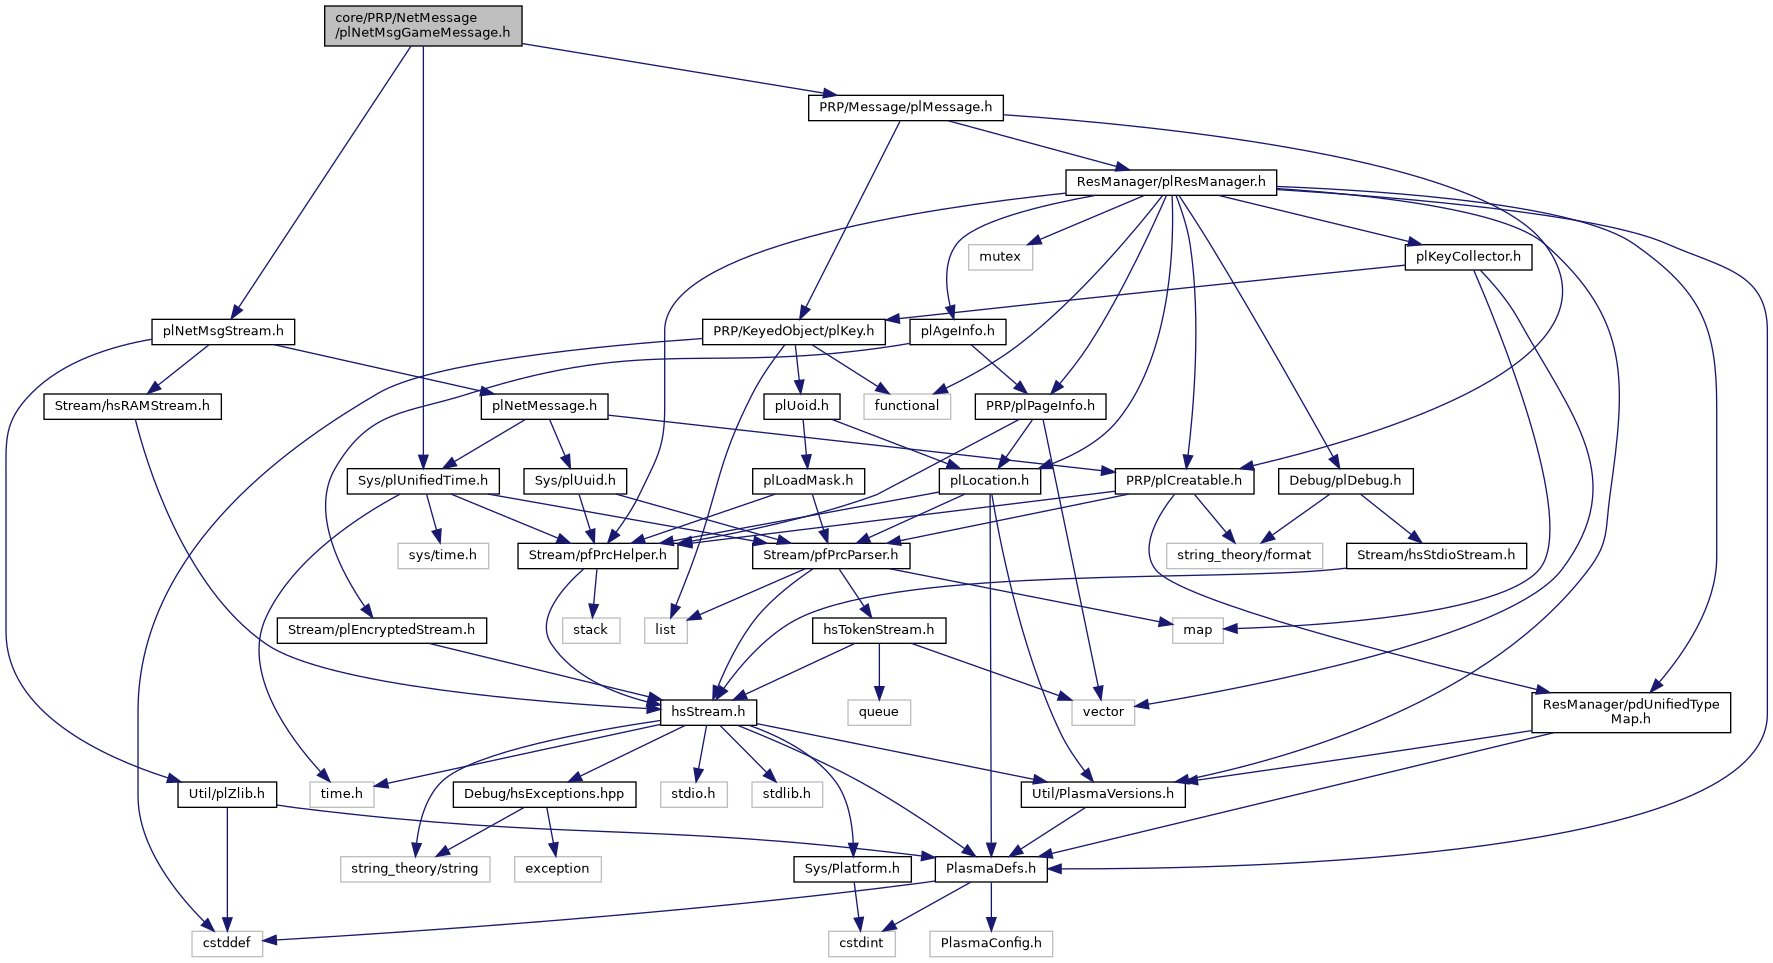 core/PRP/NetMessage
/plNetMsgGameMessage.h
PRP/Message/plMessage.h
ResManager/plResManager.h
mutex
plKeyCollector.h
plNetMsgStream.h
PRP/KeyedObject/plKey.h
plAgeInfo.h
Stream/hsRAMStream.h
plNetMessage.h
plUoid.h
functional
PRP/plPageInfo.h
Sys/plUnifiedTime.h
Sys/plUuid.h
plLoadMask.h
plLocation.h
PRP/plCreatable.h
Debug/plDebug.h
sys/time.h
Stream/pfPrcHelper.h
Stream/pfPrcParser.h
string_theory/format
Stream/hsStdioStream.h
Stream/plEncryptedStream.h
stack
list
hsTokenStream.h
map
hsStream.h
queue
vector
ResManager/pdUnifiedType
Map.h
Util/plZlib.h
time.h
Debug/hsExceptions.hpp
stdio.h
stdlib.h
Util/PlasmaVersions.h
string_theory/string
exception
Sys/Platform.h
PlasmaDefs.h
cstddef
cstdint
PlasmaConfig.h